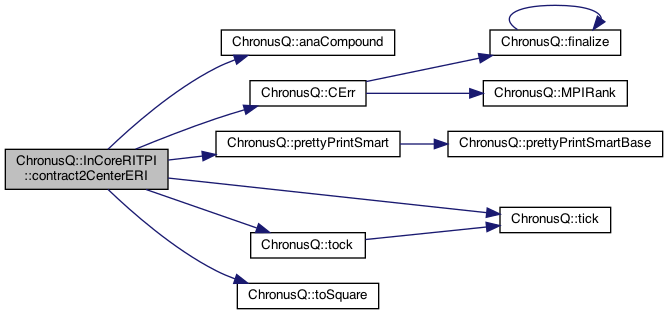 ChronusQ::InCoreRITPI
::contract2CenterERI
ChronusQ::anaCompound
ChronusQ::CErr
ChronusQ::finalize
ChronusQ::MPIRank
ChronusQ::prettyPrintSmart
ChronusQ::prettyPrintSmartBase
ChronusQ::tick
ChronusQ::tock
ChronusQ::toSquare